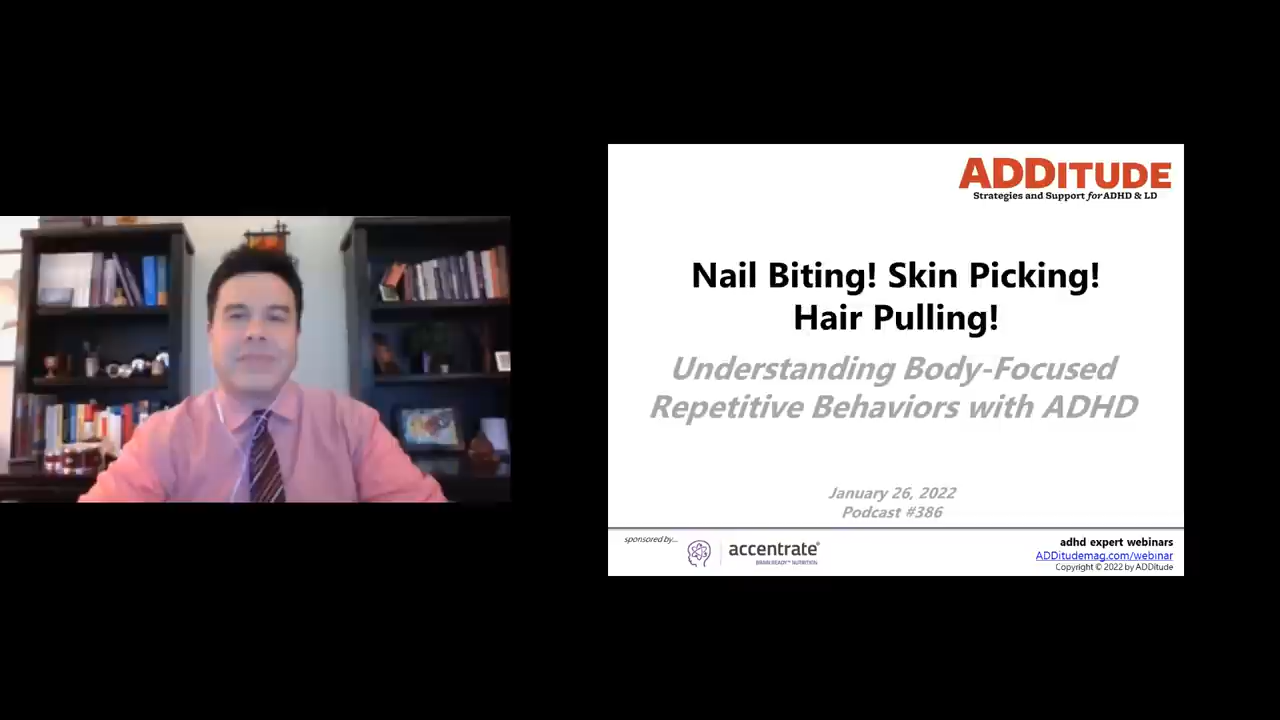 ADDITUDE
Strategies and Support for ADHD & LD
Nail Biting! Skin Picking!
Hair Pulling!
Understanding Body-Focused
Repetitive Behaviors with ADHD
January 26, 2022
Podcast #386
sponsored by...
accentrate®
BRAIN READY™ NUTRITION
adhd expert webinars
ADDitudemag.com/webinar
Copyright © 2022 by ADDitude